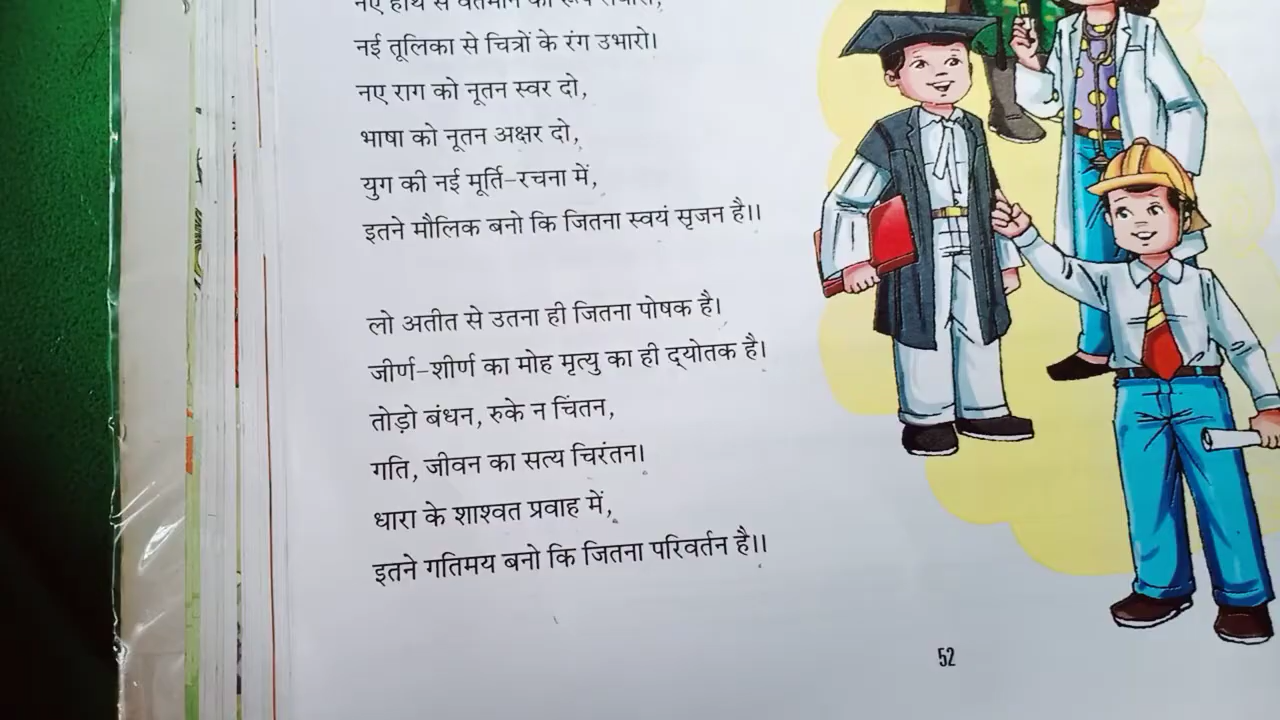 नई तूलिका से चित्रों के रंग उभारो।
नए राग को नूतन स्वर दो,
भाषा को नूतन अक्षर दो,
युग की नई मूर्ति-रचना में,
इतने मौलिक बनो कि जितना स्वयं सृजन है।।
लो अतीत से उतना ही जितना पोषक है।
जीर्ण-शीर्ण का मोह मृत्यु का ही द्‌योतक है।
तोड़ो बंधन, रुके न चिंतन,
गति, जीवन का सत्य चिरंतन।
धारा के शाश्वत प्रवाह में,
इतने गतिमय बनो कि जितना परिवर्तन है।।
52